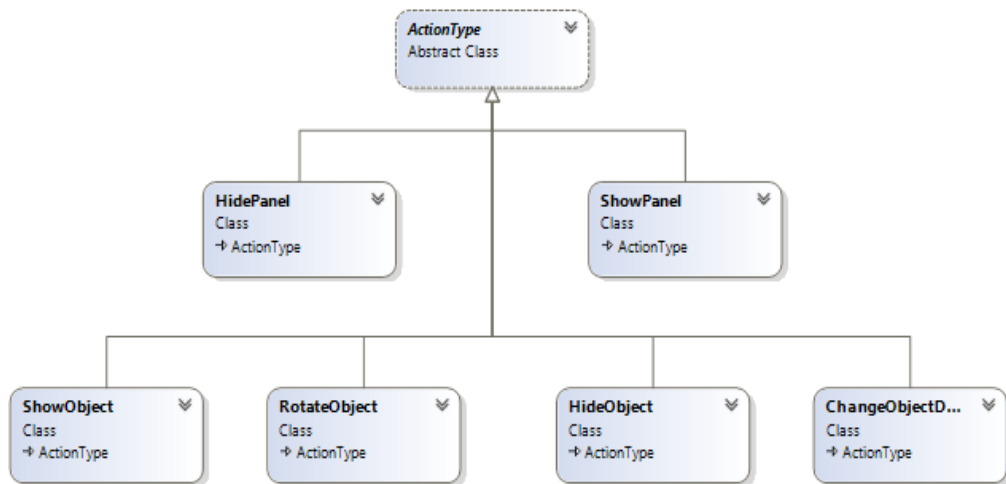 ActionType
Abstract Class
HidePanel
Class
ActionType
ShowPanel
Class
ActionType
ShowObject
Class
ActionType
RotateObject
Class
ActionType
HideObject
Class
ActionType
ChangeObjectD...
Class
ActionType